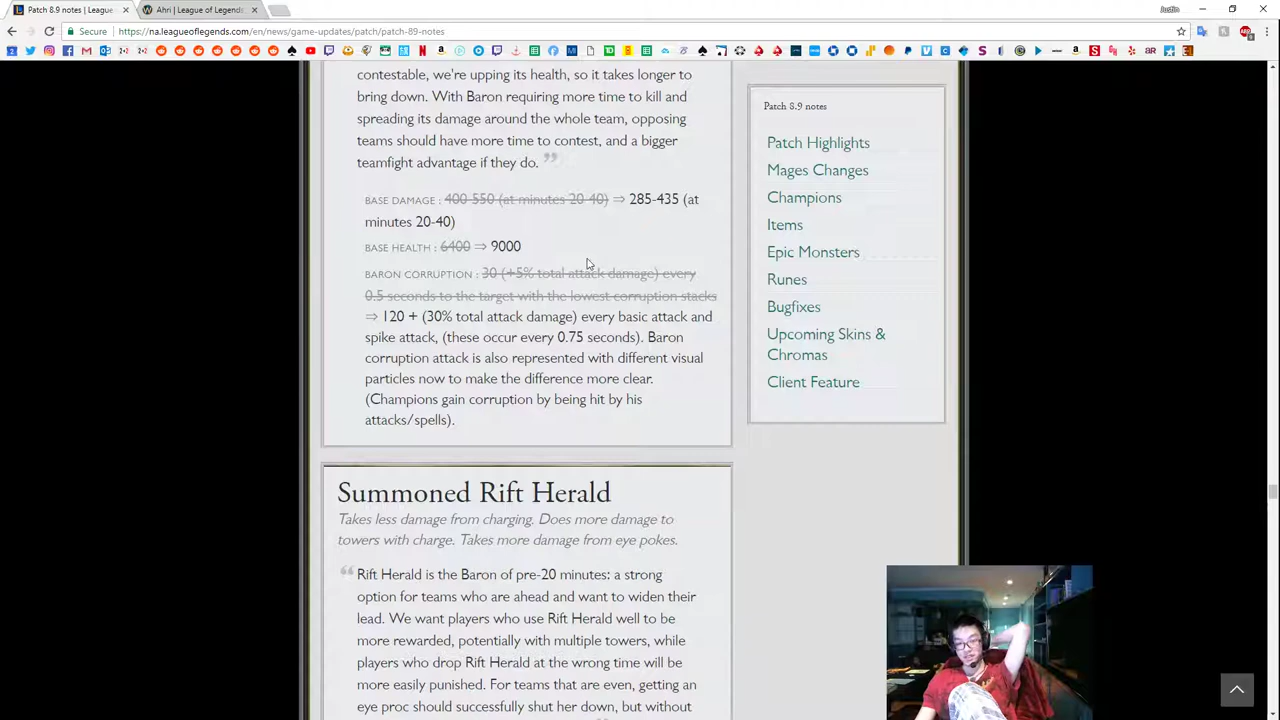 Patch 8.9 notes | League
Ahri | League of Legends
Justin
Secure
https://na.leagueoflegends.com/en/news/game-updates/patch/patch-89-notes
contestable, we're upping its health, so it takes longer to
bring down. With Baron requiring more time to kill and
spreading its damage around the whole team, opposing
teams should have more time to contest, and a bigger
teamfight advantage if they do. ”
BASE DAMAGE : 400-550 (at minutes 20-40) ⇒ 285-435 (at
minutes 20-40)
BASE HEALTH : 6400 ⇒ 9000
BARON CORRUPTION : 30 (+5% total attack damage) every
0.5 seconds to the target with the lowest corruption stacks
⇒ 120 + (30% total attack damage) every basic attack and
spike attack, (these occur every 0.75 seconds). Baron
corruption attack is also represented with different visual
particles now to make the difference more clear.
(Champions gain corruption by being hit by his
attacks/spells).
Summoned Rift Herald
Takes less damage from charging. Does more damage to
towers with charge. Takes more damage from eye pokes.
“ Rift Herald is the Baron of pre-20 minutes: a strong
option for teams who are ahead and want to widen their
lead. We want players who use Rift Herald well to be
more rewarded, potentially with multiple towers, while
players who drop Rift Herald at the wrong time will be
more easily punished. For teams that are even, getting an
eye proc should successfully shut her down, but without
Patch 8.9 notes
Patch Highlights
Mages Changes
Champions
Items
Epic Monsters
Runes
Bugfixes
Upcoming Skins &
Chromas
Client Feature